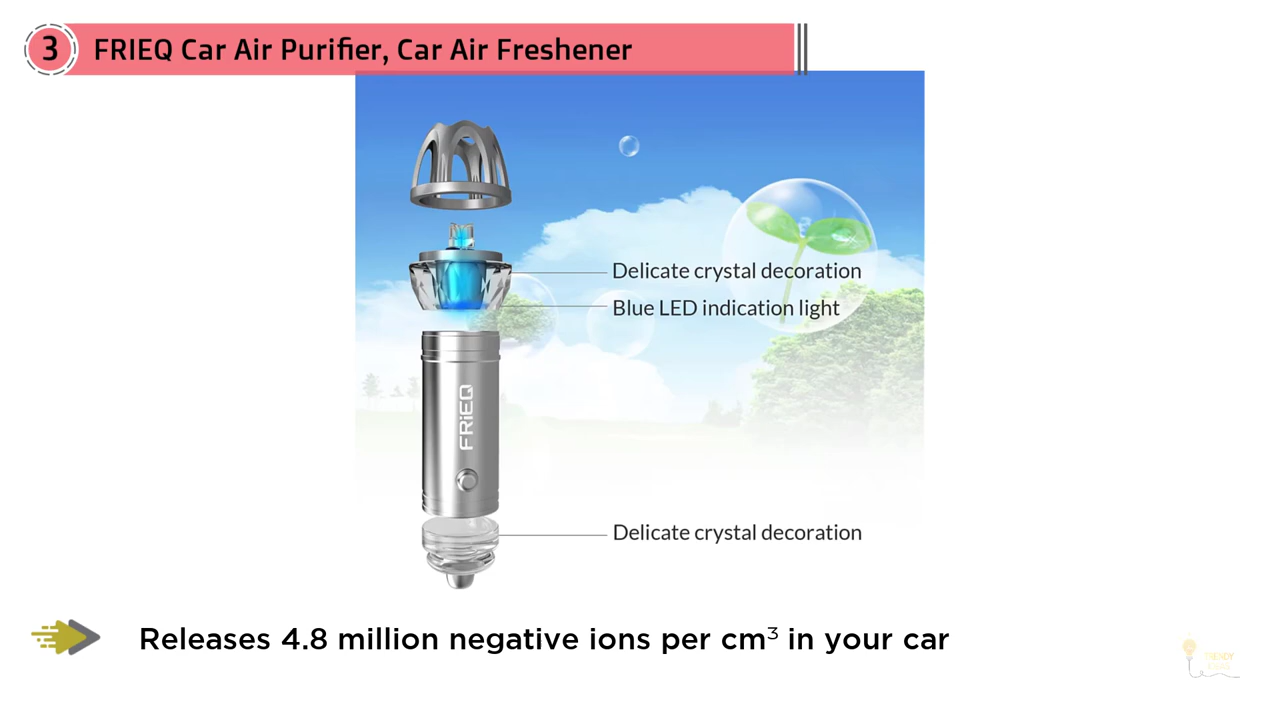 3 FRIEQ Car Air Purifier, Car Air Freshener
Delicate crystal decoration
Blue LED indication light
FRiEQ
Delicate crystal decoration
Releases 4.8 million negative ions per cm³ in your car